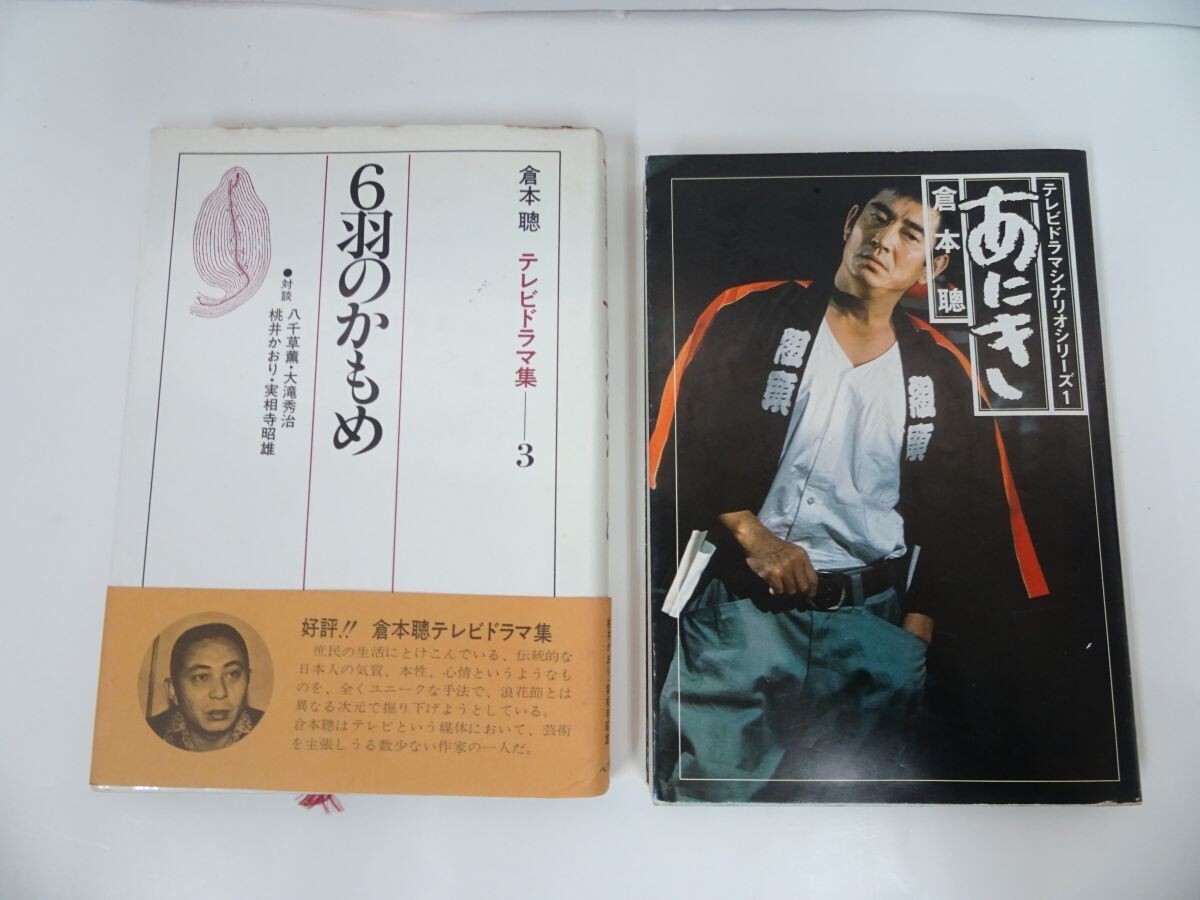 倉本聰 テレビドラマ集——3
6羽のかもめ
●対談 八千草薫・大滝秀治
桃井かおり・実相寺昭雄
好評!! 倉本聰テレビドラマ集
庶民の生活にとけこんでいる、伝統的な
日本人の気質、本性、心情というようなも
のを、全くユニークな手法で、浪花節とは
異なる次元で掘り下げようとしている。
倉本聰はテレビという媒体において、芸術
を主張しうる数少ない作家の一人だ。
テレビドラマシナリオシリーズ1
あにき
倉本聰